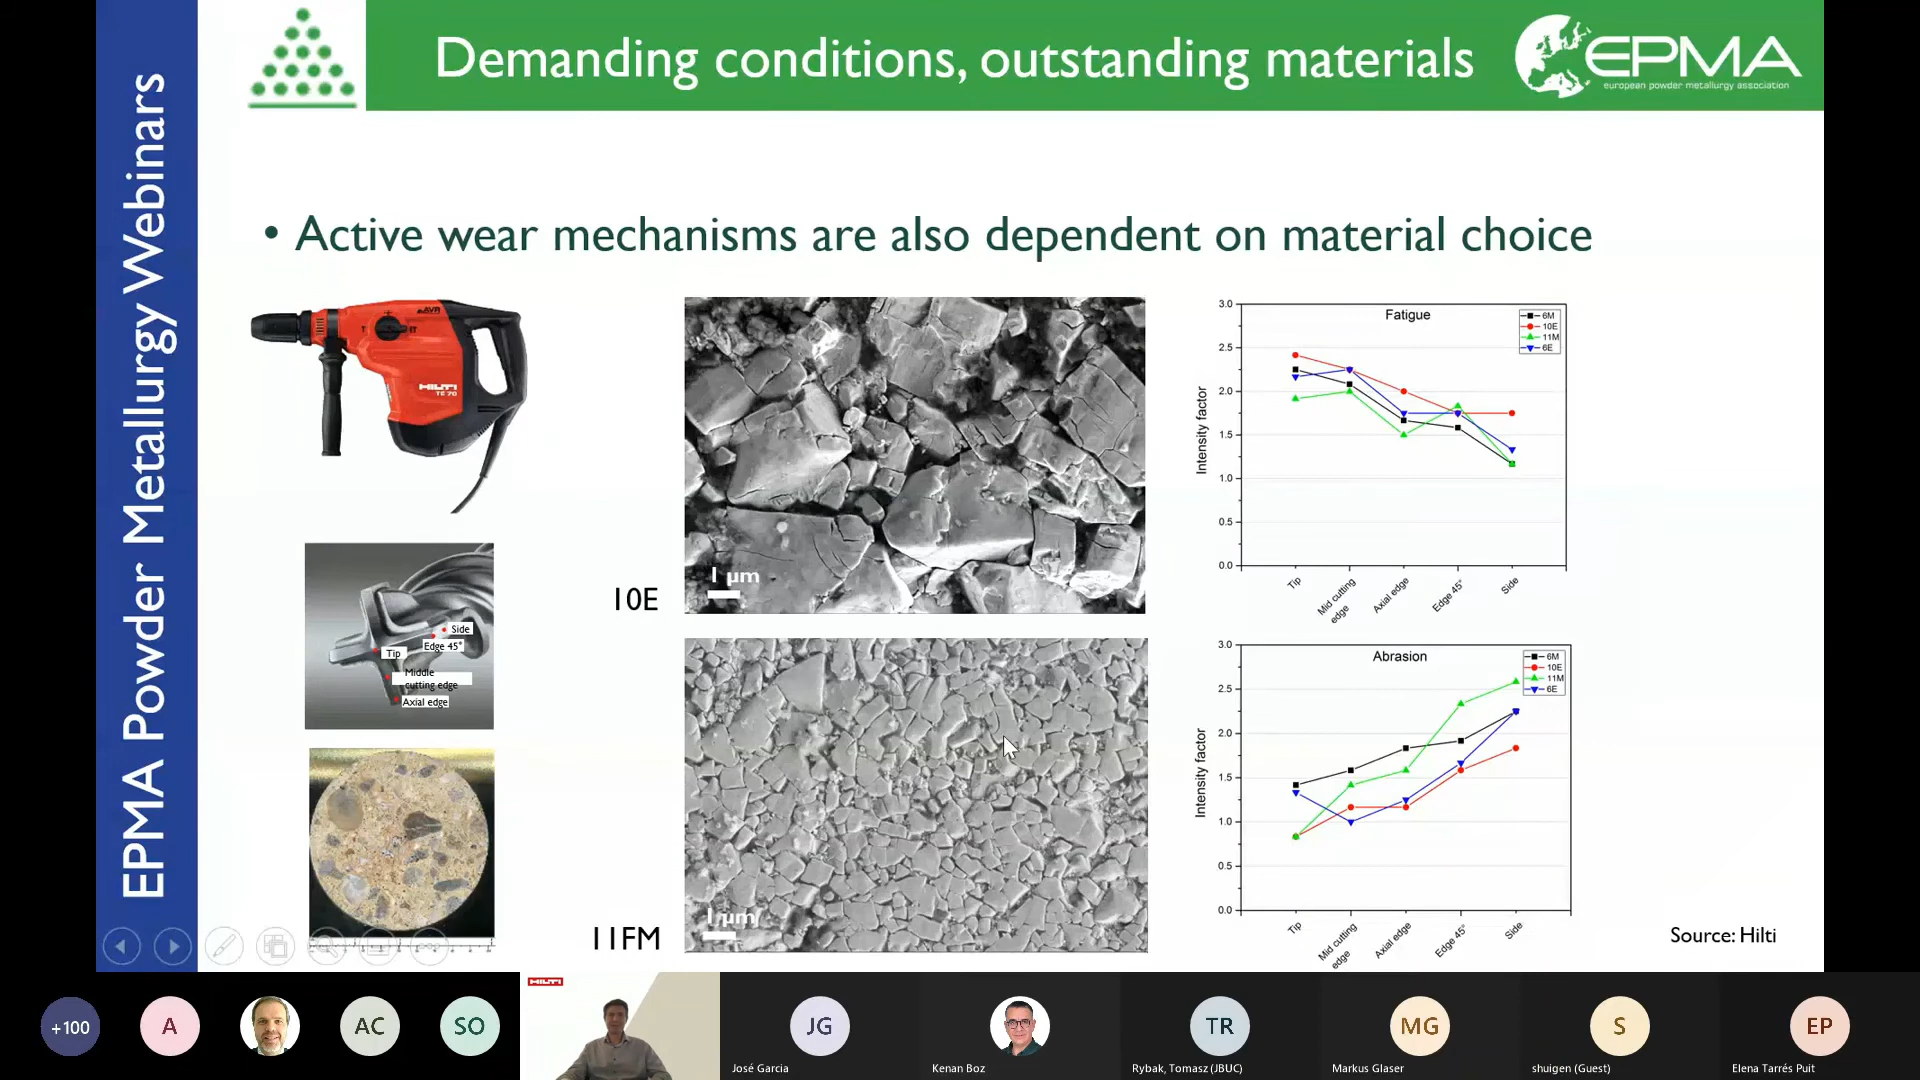 EPMA Powder Metallurgy Webinars
Demanding conditions, outstanding materials
EPMA
european powder metallurgy association
• Active wear mechanisms are also dependent on material choice
AVR
T
HILTI
TE 70
Side
Edge 45°
Tip
Middle
cutting edge
Axial edge
10E
1 µm
11FM
1 µm
Fatigue
6M
10E
11M
6E
Intensity factor
3.0
2.5
2.0
1.5
1.0
0.5
0.0
Tip
Mid cutting
edge
Axial edge
Edge 45°
Side
Abrasion
6M
10E
11M
6E
Intensity factor
3.0
2.5
2.0
1.5
1.0
0.5
0.0
Tip
Mid cutting
edge
Axial edge
Edge 45°
Side
Source: Hilti
+100
A
AC
SO
HILTI
JG
José Garcia
Kenan Boz
TR
Rybak, Tomasz (JBUC)
MG
Markus Glaser
S
shuigen (Guest)
EP
Elena Tarrés Puit